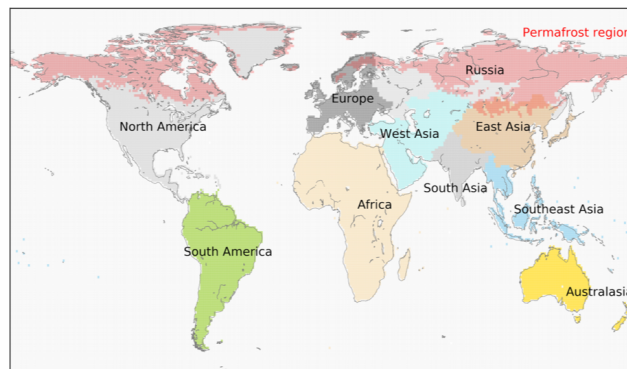 Permafrost region
Russia
Europe
North America
West Asia
East Asia
South Asia
Africa
Southeast Asia
South America
Australasia